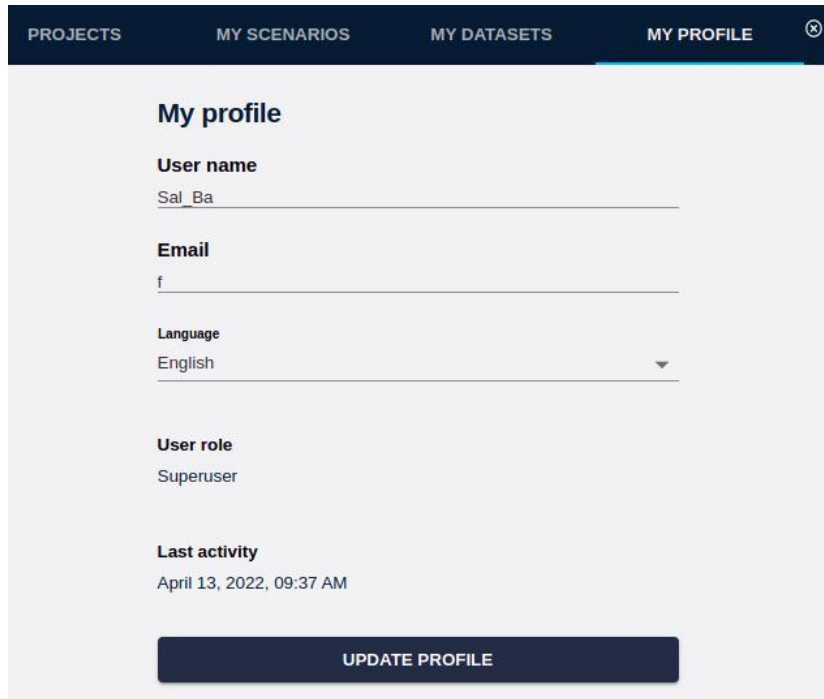 PROJECTS MY SCENARIOS MY DATASETS MY PROFILE
My profile
User name
Sal_Ba
Email
f
Language
English
User role
Superuser
Last activity
April 13, 2022, 09:37 AM
UPDATE PROFILE